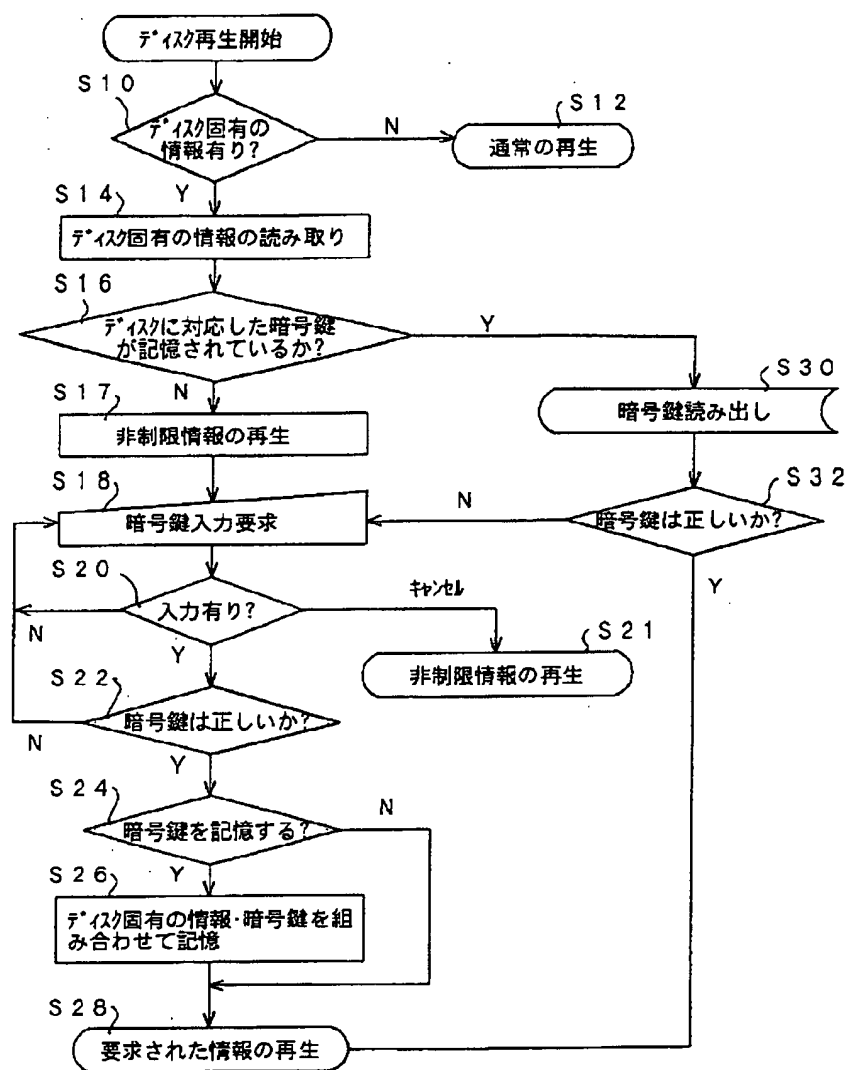 ディスク再生開始
S10
ディスク固有の
情報有り?
N
S12
通常の再生
Y
S14
ディスク固有の情報の読み取り
S16
ディスクに対応した暗号鍵
が記憶されているか?
Y
N
S30
暗号鍵読み出し
S17
非制限情報の再生
S32
暗号鍵は正しいか?
N
Y
S18
暗号鍵入力要求
S20
入力有り?
キャンセル
N
Y
S21
非制限情報の再生
S22
暗号鍵は正しいか?
N
Y
S24
暗号鍵を記憶する?
N
Y
S26
ディスク固有の情報・暗号鍵を組
み合わせて記憶
S28
要求された情報の再生